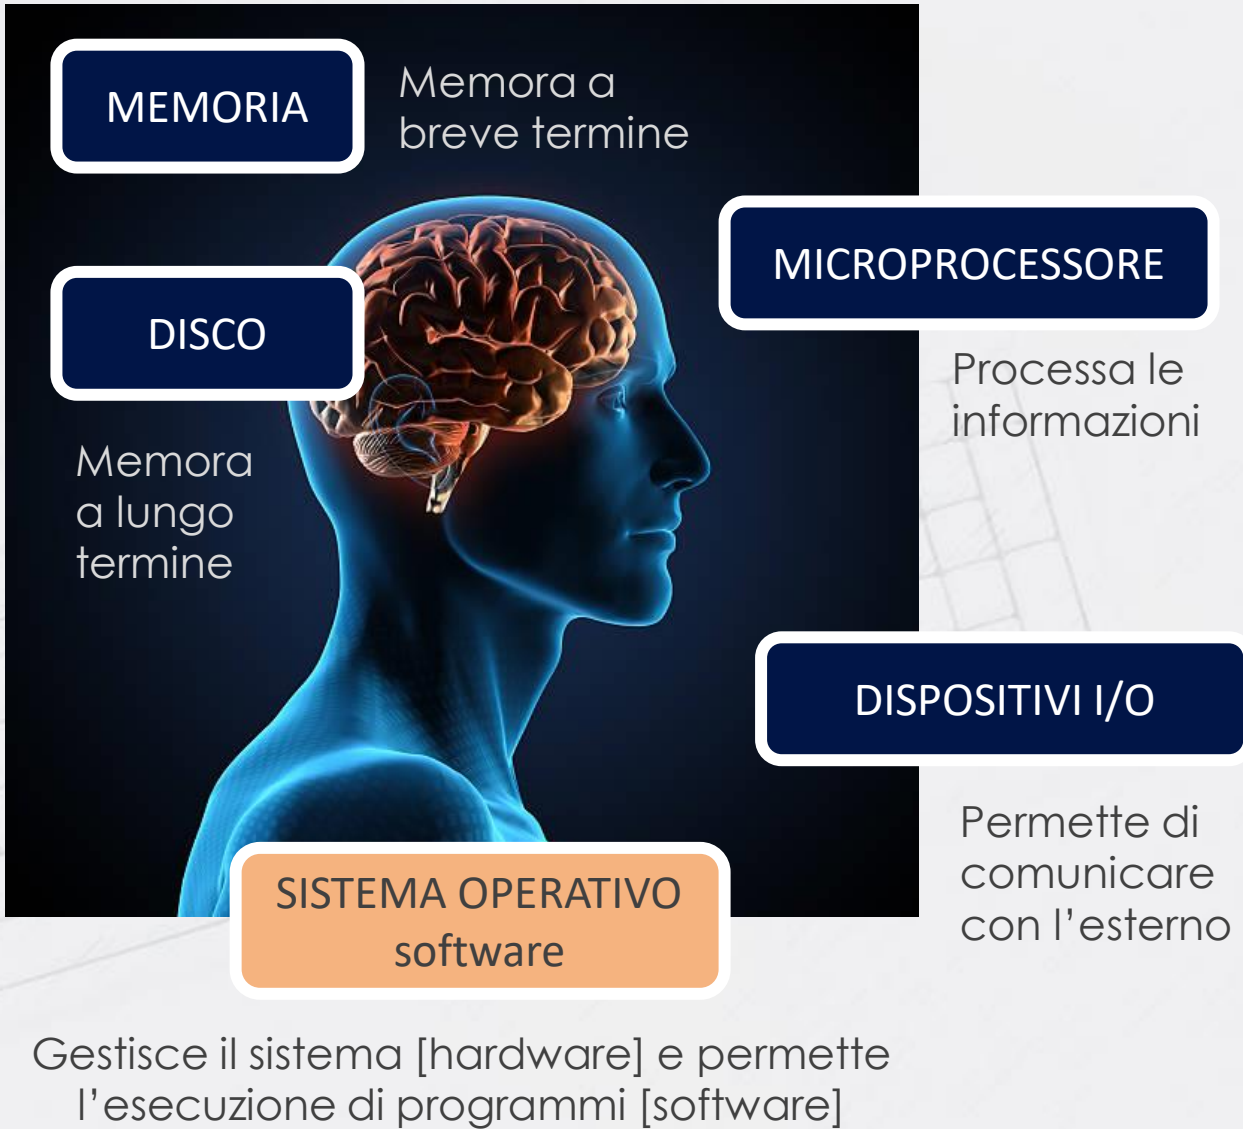 MEMORIA
Memora a
breve termine
MICROPROCESSORE
Processa le
informazioni
DISCO
Memora
a lungo
termine
DISPOSITIVI I/O
Permette di
comunicare
con l’esterno
SISTEMA OPERATIVO
software
Gestisce il sistema [hardware] e permette
l’esecuzione di programmi [software]